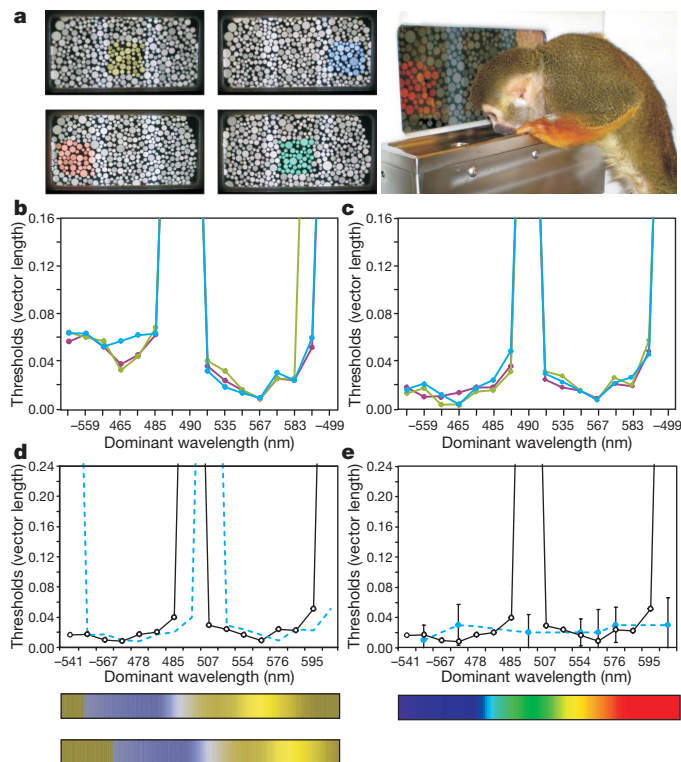 a
b
c
0.16
0.12
0.08
0.04
0.00
Thresholds (vector length)
−559 465 485 490 535 567 583 −499
Dominant wavelength (nm)
0.16
0.12
0.08
0.04
0.00
Thresholds (vector length)
−559 465 485 490 535 567 583 −499
Dominant wavelength (nm)
d
e
0.24
0.20
0.16
0.12
0.08
0.04
0.00
Thresholds (vector length)
−541 −567 478 485 507 554 576 595
Dominant wavelength (nm)
0.24
0.20
0.16
0.12
0.08
0.04
0.00
Thresholds (vector length)
−541 −567 478 485 507 554 576 595
Dominant wavelength (nm)